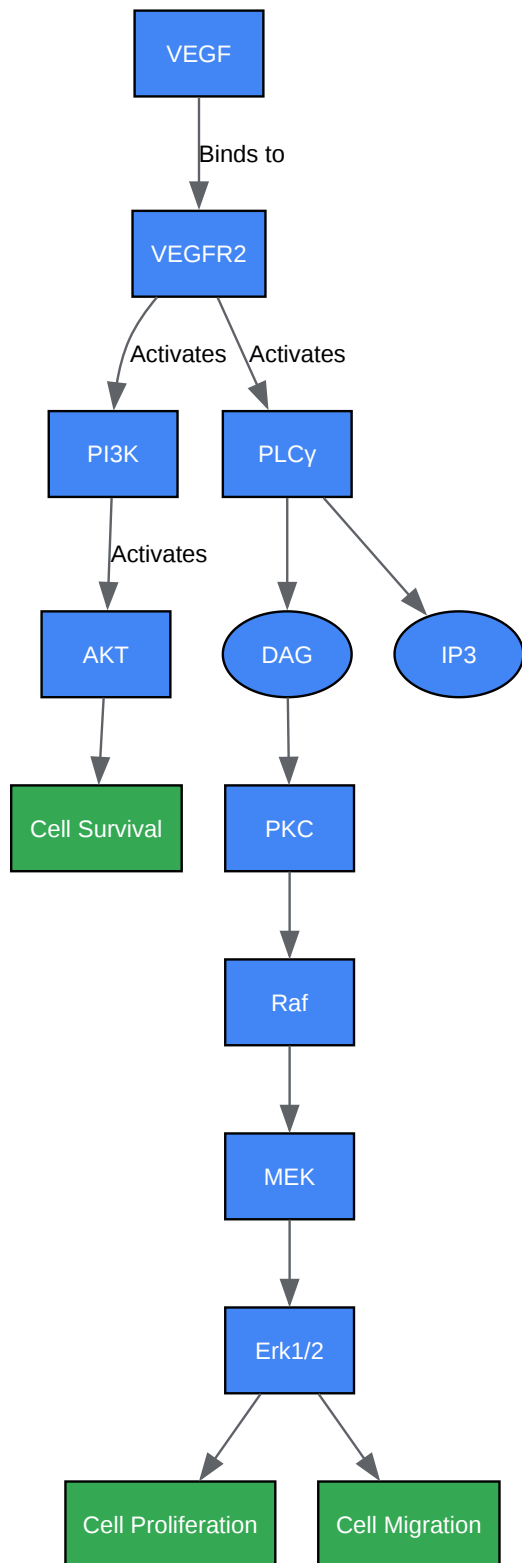 VEGF
Binds to
VEGFR2
Activates
Activates
PI3K
PLCγ
Activates
AKT
DAG
IP3
Cell Survival
PKC
Raf
MEK
Erk1/2
Cell Proliferation
Cell Migration